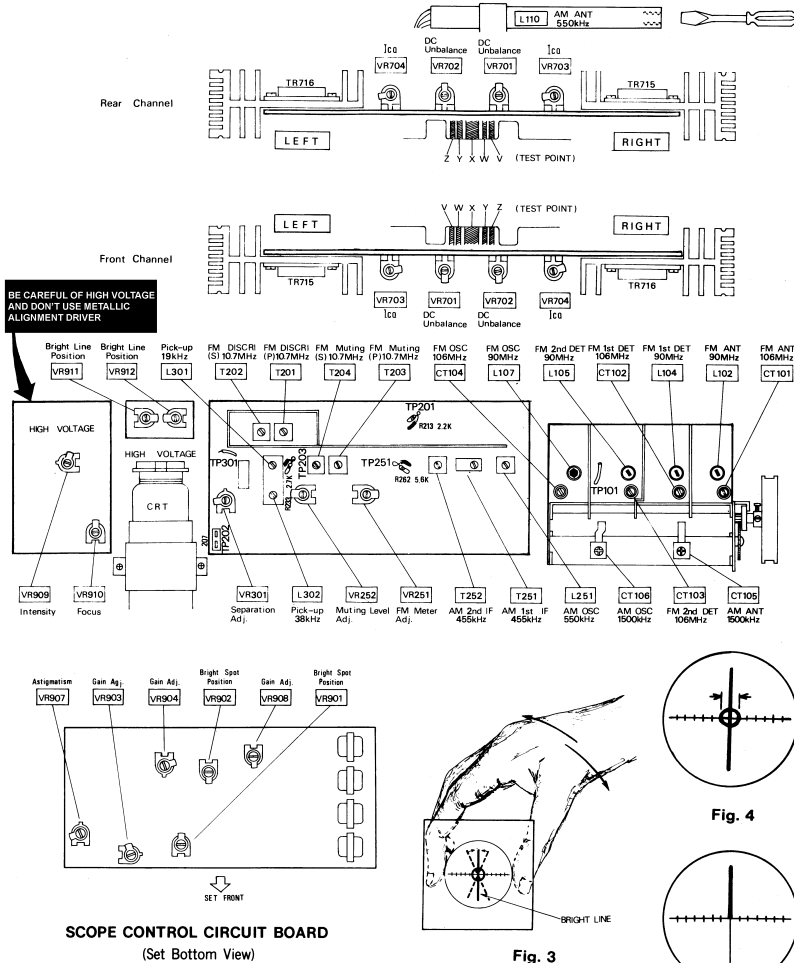 L110 AM ANT
550kHz
Ica DC Unbalance DC Unbalance Ica
VR704 VR702 VR701 VR703
TR716 TR715
Rear Channel
LEFT RIGHT
Z Y X W V (TEST POINT)
V W X Y Z (TEST POINT)
LEFT RIGHT
Front Channel
TR715 TR716
VR703 VR701 VR702 VR704
Ica DC Unbalance DC Unbalance Ica
BE CAREFUL OF HIGH VOLTAGE
AND DON'T USE METALLIC
ALIGNMENT DRIVER
Bright Line Position Bright Line Position Pick-up 19kHz FM DISCRI (S) 10.7MHz FM DISCRI (P)10.7MHz FM Muting (S) 10.7MHz FM Muting (P)10.7MHz FM OSC 106MHz FM OSC 90MHz FM 2nd DET 90MHz FM 1st DET 106MHz FM 1st DET 90MHz FM ANT 90MHz FM ANT 106MHz
VR911 VR912 L301 T202 T201 T204 T203 CT104 L107 L105 CT102 L104 L102 CT101
HIGH VOLTAGE
HIGH VOLTAGE
CRT
TP201
R213 2.2K
TP301
TP203
R233 2.7K
TP251
R262 5.6K
TP202
207
TP101
VR909 VR910 VR301 L302 VR252 VR251 T252 T251 L251 CT106 CT103 CT105
Intensity Focus Separation Adj. Pick-up 38kHz Muting Level Adj. FM Meter Adj. AM 2nd IF 455kHz AM 1st IF 455kHz AM OSC 550kHz AM OSC 1500kHz FM 2nd DET 106MHz AM ANT 1500kHz
Astigmatism Gain Agj. Gain Adj. Bright Spot Position Gain Adj. Bright Spot Position
VR907 VR903 VR904 VR902 VR908 VR901
SET FRONT
SCOPE CONTROL CIRCUIT BOARD
(Set Bottom View)
BRIGHT LINE
Fig. 3
Fig. 4